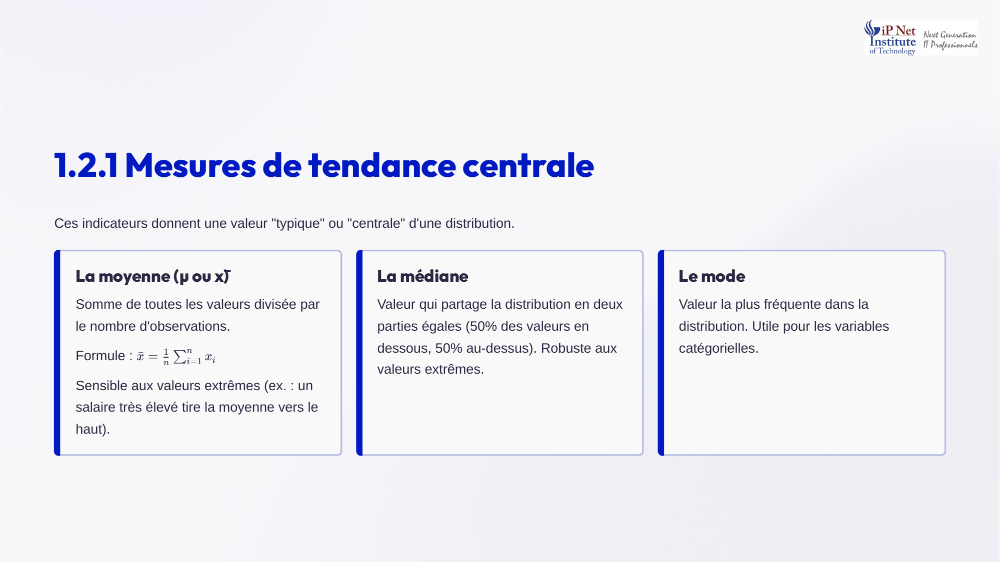 iP Net
Institute
of Technology
Next Generation
IT Professionnels
1.2.1 Mesures de tendance centrale
Ces indicateurs donnent une valeur "typique" ou "centrale" d'une distribution.
La moyenne (μ ou x)̄
Somme de toutes les valeurs divisée par
le nombre d'observations.
Formule : x̄ = 1/n ∑ⁿᵢ₌₁ xᵢ
Sensible aux valeurs extrêmes (ex. : un
salaire très élevé tire la moyenne vers le
haut).
La médiane
Valeur qui partage la distribution en deux
parties égales (50% des valeurs en
dessous, 50% au-dessus). Robuste aux
valeurs extrêmes.
Le mode
Valeur la plus fréquente dans la
distribution. Utile pour les variables
catégorielles.